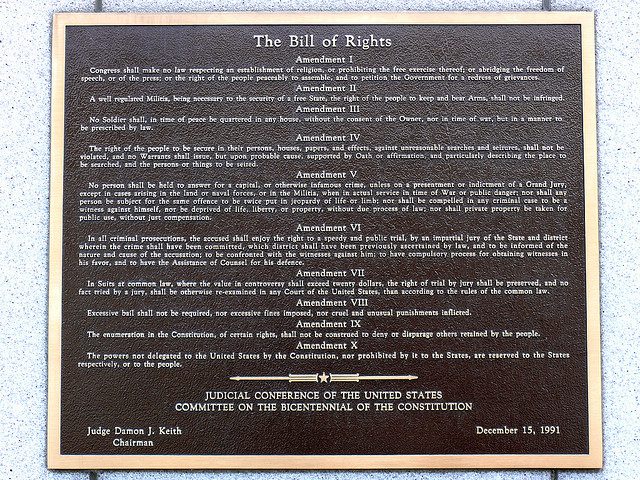 The Bill of Rights
Amendment I
Congress shall make no law respecting an establishment of religion, or prohibiting the free exercise thereof; or abridging the freedom of
speech, or of the press; or the right of the people peaceably to assemble, and to petition the Government for a redress of grievances.
Amendment II
A well regulated Militia, being necessary to the security of a free State, the right of the people to keep and bear Arms, shall not be infringed.
Amendment III
No Soldier shall, in time of peace be quartered in any house, without the consent of the Owner, nor in time of war, but in a manner to
be prescribed by law.
Amendment IV
The right of the people to be secure in their persons, houses, papers, and effects, against unreasonable searches and seizures, shall not be
violated, and no Warrants shall issue, but upon probable cause, supported by Oath or affirmation, and particularly describing the place to
be searched, and the persons or things to be seized.
Amendment V
No person shall be held to answer for a capital, or otherwise infamous crime, unless on a presentment or indictment of a Grand Jury,
except in cases arising in the land or naval forces, or in the Militia, when in actual service in time of War or public danger; nor shall any
person be subject for the same offence to be twice put in jeopardy of life or limb; nor shall be compelled in any criminal case to be a
witness against himself, nor be deprived of life, liberty, or property, without due process of law; nor shall private property be taken for
public use, without just compensation.
Amendment VI
In all criminal prosecutions, the accused shall enjoy the right to a speedy and public trial, by an impartial jury of the State and district
wherein the crime shall have been committed, which district shall have been previously ascertained by law, and to be informed of the
nature and cause of the accusation; to be confronted with the witnesses against him; to have compulsory process for obtaining witnesses in
his favor, and to have the Assistance of Counsel for his defence.
Amendment VII
In Suits at common law, where the value in controversy shall exceed twenty dollars, the right of trial by jury shall be preserved, and no
fact tried by a jury, shall be otherwise re-examined in any Court of the United States, than according to the rules of the common law.
Amendment VIII
Excessive bail shall not be required, nor excessive fines imposed, nor cruel and unusual punishments inflicted.
Amendment IX
The enumeration in the Constitution, of certain rights, shall not be construed to deny or disparage others retained by the people.
Amendment X
The powers not delegated to the United States by the Constitution, nor prohibited by it to the States, are reserved to the States
respectively, or to the people.
JUDICIAL CONFERENCE OF THE UNITED STATES
COMMITTEE ON THE BICENTENNIAL OF THE CONSTITUTION
Judge Damon J. Keith
Chairman
December 15, 1991